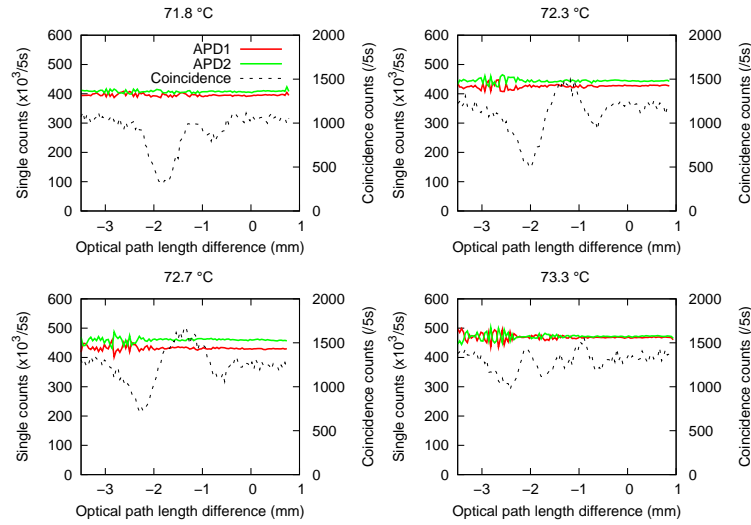 71.8 °C
Single counts (x10³/5s)
600
500
400
300
200
100
0
APD1
APD2
Coincidence
2000
1500
1000
500
0
Coincidence counts (/5s)
−3 −2 −1 0 1
Optical path length difference (mm)
72.3 °C
Single counts (x10³/5s)
600
500
400
300
200
100
0
2000
1500
1000
500
0
Coincidence counts (/5s)
−3 −2 −1 0 1
Optical path length difference (mm)
72.7 °C
Single counts (x10³/5s)
600
500
400
300
200
100
0
2000
1500
1000
500
0
Coincidence counts (/5s)
−3 −2 −1 0 1
Optical path length difference (mm)
73.3 °C
Single counts (x10³/5s)
600
500
400
300
200
100
0
2000
1500
1000
500
0
Coincidence counts (/5s)
−3 −2 −1 0 1
Optical path length difference (mm)